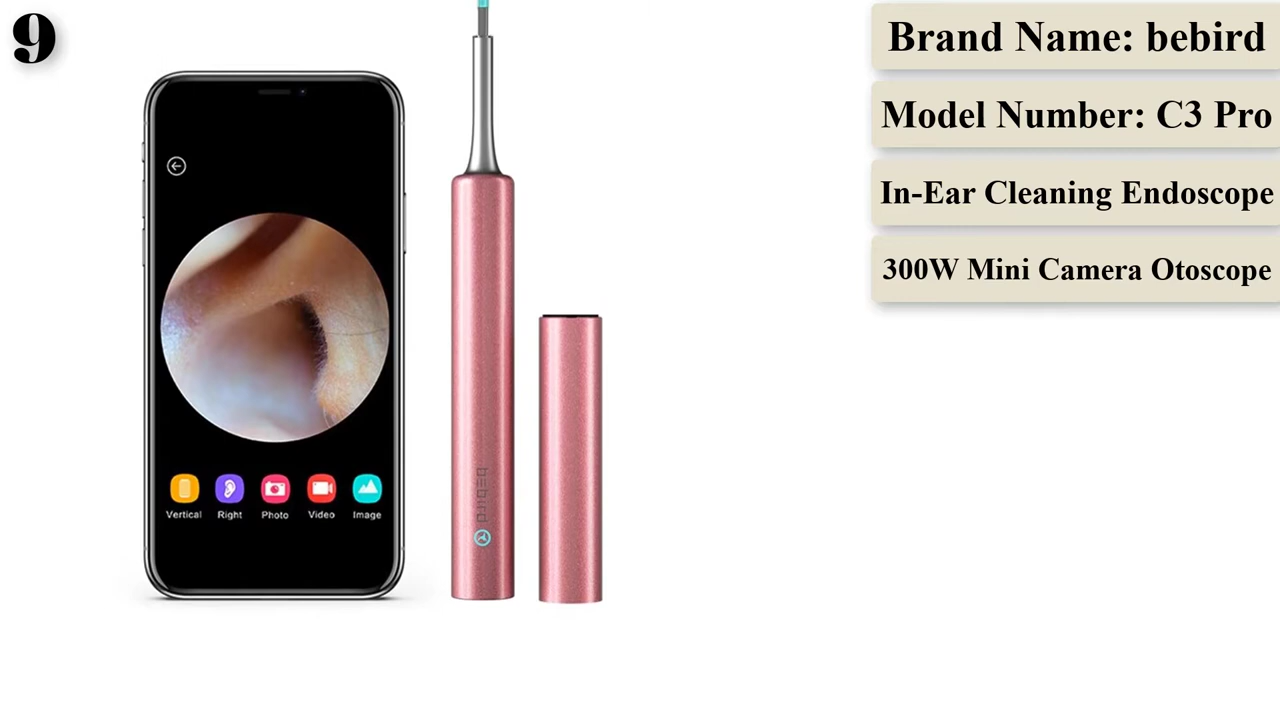 9
Brand Name: bebird
Model Number: C3 Pro
In-Ear Cleaning Endoscope
300W Mini Camera Otoscope
Vertical Right Photo Video Image
bebird